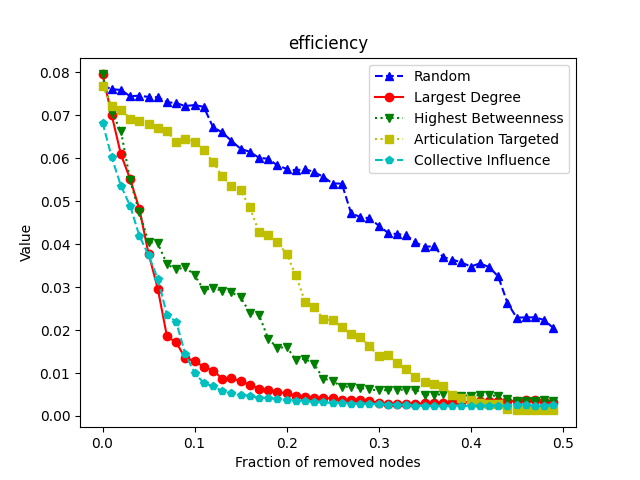 efficiency
Random
Largest Degree
Highest Betweenness
Articulation Targeted
Collective Influence
Value
0.08
0.07
0.06
0.05
0.04
0.03
0.02
0.01
0.00
0.0 0.1 0.2 0.3 0.4 0.5
Fraction of removed nodes